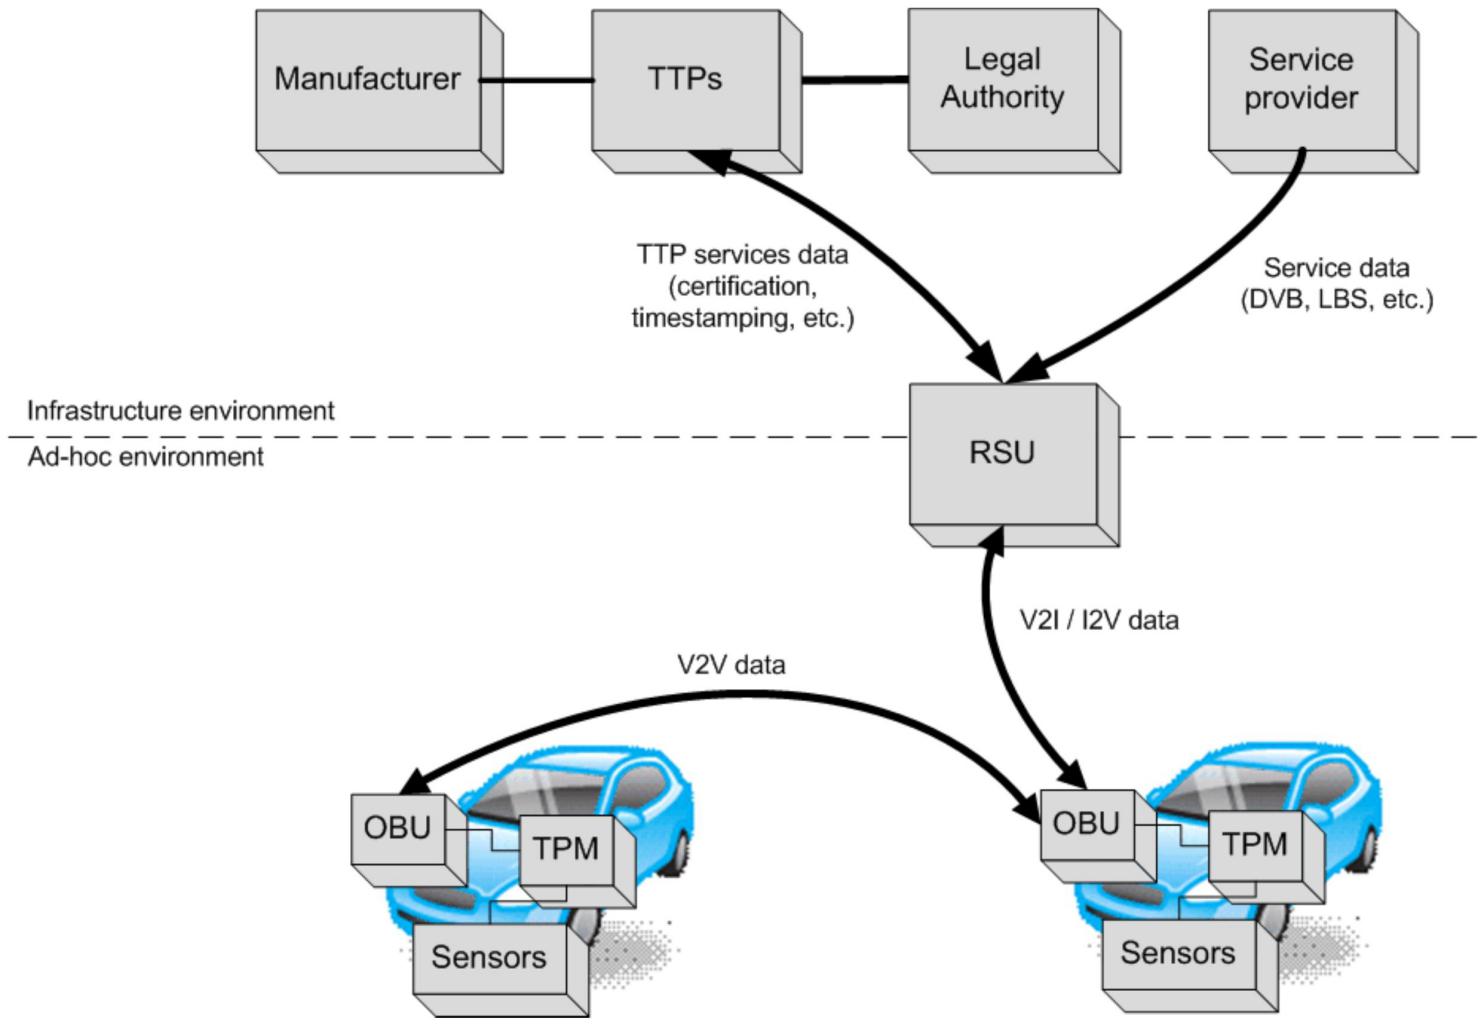 Manufacturer
TTPs
Legal
Authority
Service
provider
TTP services data
(certification,
timestamping, etc.)
Service data
(DVB, LBS, etc.)
Infrastructure environment
Ad-hoc environment
RSU
V2I / I2V data
V2V data
OBU
TPM
Sensors
OBU
TPM
Sensors